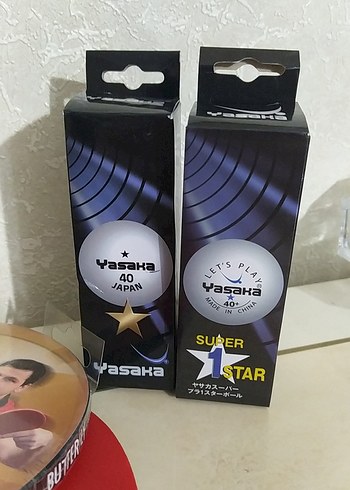 Yasaka
40
JAPAN
Yasaka
Yasaka
LET'S PLAY
Yasaka
40+
MADE IN CHINA
SUPER
1 STAR
ヤサカスーパー
プラ1スターボール
BUTTER